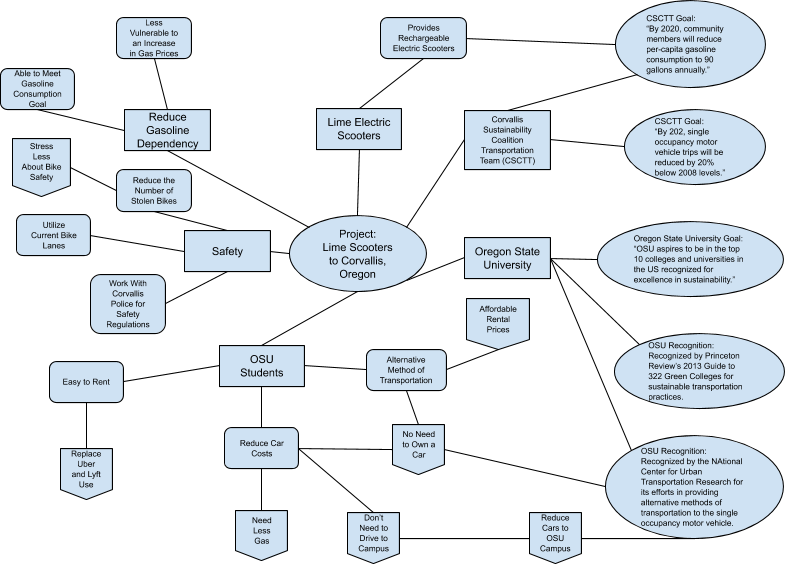 Less
Vulnerable to
an Increase
in Gas Prices
Provides
Rechargeable
Electric Scooters
CSCTT Goal:
"By 2020, community
members will reduce
per-capita gasoline
consumption to 90
gallons annually."
Able to Meet
Gasoline
Consumption
Goal
Reduce
Gasoline
Dependency
Lime Electric
Scooters
Corvallis
Sustainability
Coalition
Transportation
Team (CSCTT)
CSCTT Goal:
"By 202, single
occupancy motor
vehicle trips will be
reduced by 20%
below 2008 levels."
Stress
Less
About Bike
Safety
Reduce the
Number of
Stolen Bikes
Utilize
Current Bike
Lanes
Safety
Project:
Lime Scooters
to Corvallis,
Oregon
Oregon State
University
Oregon State University Goal:
"OSU aspires to be in the top
10 colleges and universities in
the US recognized for
excellence in sustainability."
Work With
Corvallis
Police for
Safety
Regulations
Affordable
Rental
Prices
OSU Recognition:
Recognized by Princeton
Review's 2013 Guide to
322 Green Colleges for
sustainable transportation
practices.
OSU
Students
Alternative
Method of
Transportation
Easy to Rent
Reduce Car
Costs
No Need
to Own a
Car
Replace
Uber
and Lyft
Use
OSU Recognition:
Recognized by the NAtional
Center for Urban
Transportation Research for
its efforts in providing
alternative methods of
transportation to the single
occupancy motor vehicle.
Need
Less
Gas
Don't
Need to
Drive to
Campus
Reduce
Cars to
OSU
Campus